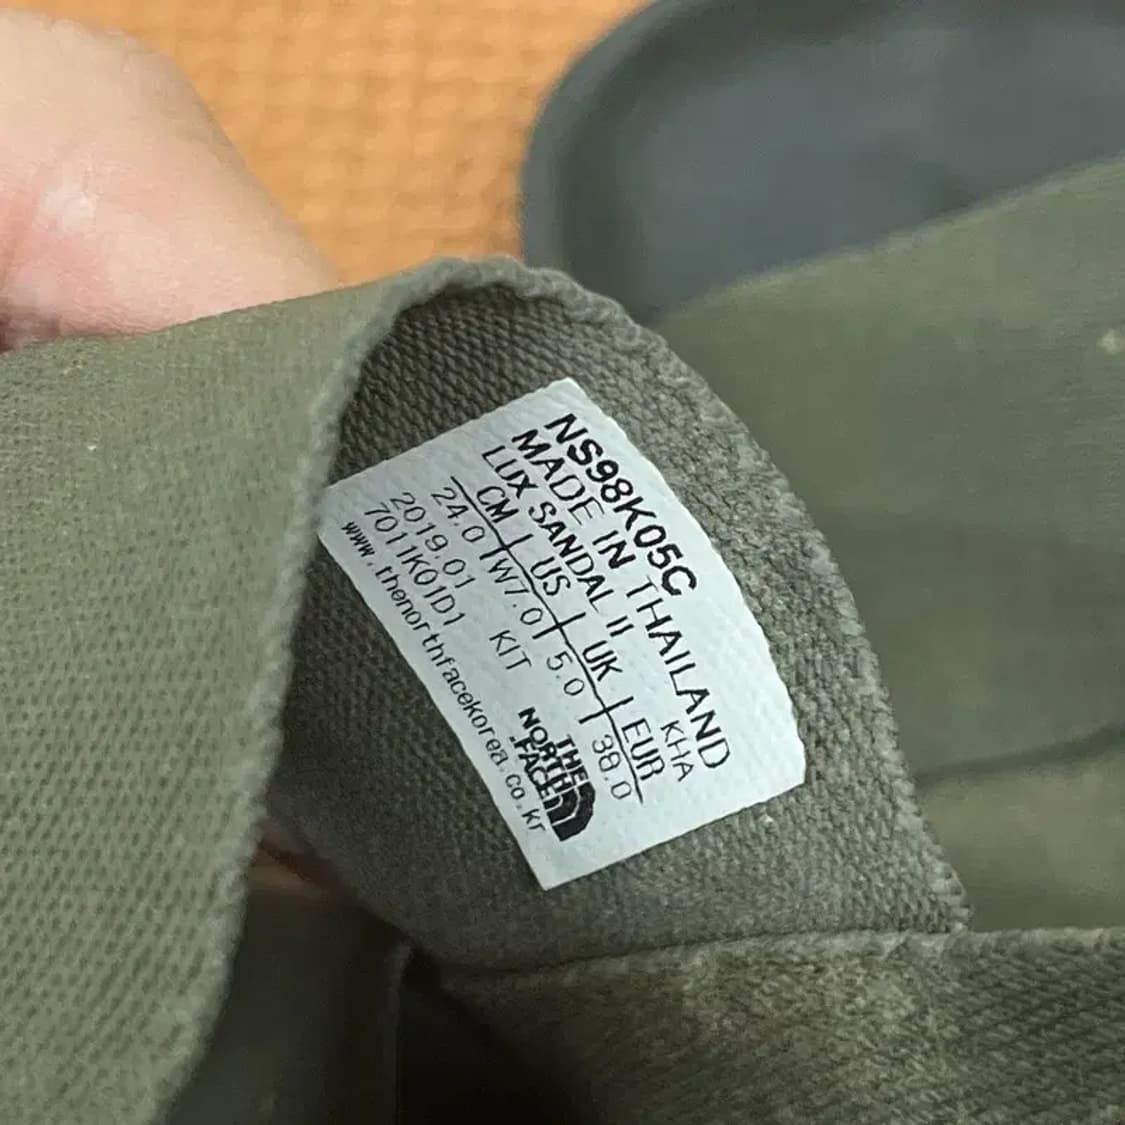 NS98K05C
MADE IN THAILAND
LUX SANDAL II KHA
CM | US | UK | EUR
24.0 | W7.0 | 5.0 | 38.0
2019.01
7011K01D1 KIT
THE
NORTH
FACE
www.thenorthfacekorea.co.kr